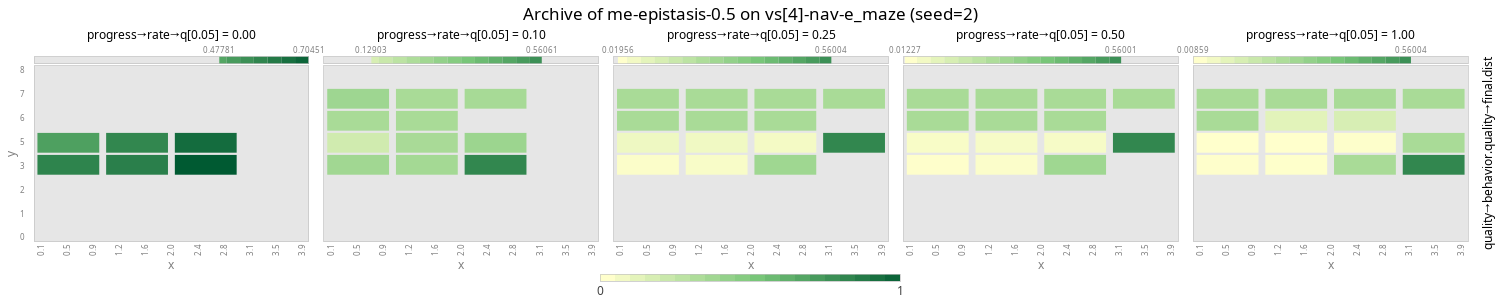 Archive of me-epistasis-0.5 on vs[4]-nav-e_maze (seed=2)
progress→rate→q[0.05] = 0.00
progress→rate→q[0.05] = 0.10
progress→rate→q[0.05] = 0.25
progress→rate→q[0.05] = 0.50
progress→rate→q[0.05] = 1.00
0.47781 0.70451
0.12903 0.56061
0.01956 0.56004
0.01227 0.56001
0.00859 0.56004
8
7
6
5
3
2
1
0
y
0.1 0.5 0.9 1.2 1.6 2.0 2.4 2.8 3.1 3.5 3.9
0.1 0.5 0.9 1.2 1.6 2.0 2.4 2.8 3.1 3.5 3.9
0.1 0.5 0.9 1.2 1.6 2.0 2.4 2.8 3.1 3.5 3.9
0.1 0.5 0.9 1.2 1.6 2.0 2.4 2.8 3.1 3.5 3.9
0.1 0.5 0.9 1.2 1.6 2.0 2.4 2.8 3.1 3.5 3.9
x
x
x
x
x
quality→behavior.quality→final.dist
0 1